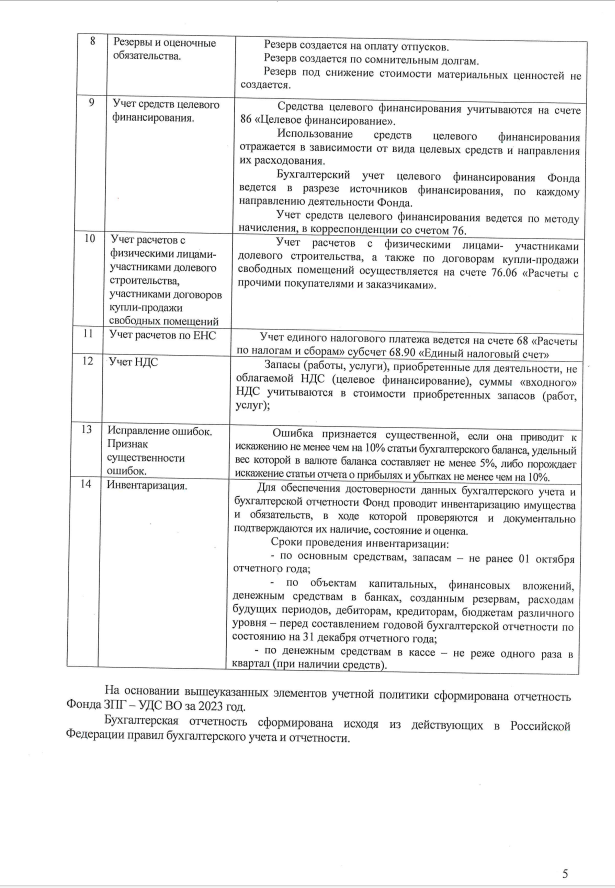 8 Резервы и оценочные Резерв создается на оплату отпусков.
обязательства. Резерв создается по сомнительным долгам.
Резерв под снижение стоимости материальных ценностей не
создается.
9 Учет средств целевого Средства целевого финансирования учитываются на счете
финансирования. 86 «Целевое финансирование».
Использование средств целевого финансирования
отражается в зависимости от вида целевых средств и направления
их расходования.
Бухгалтерский учет целевого финансирования Фонда
ведется в разрезе источников финансирования, по каждому
направлению деятельности Фонда.
Учет средств целевого финансирования ведется по методу
начисления, в корреспонденции со счетом 76.
10 Учет расчетов с Учет расчетов с физическими лицами- участниками
физическими лицами- долевого строительства, а также по договорам купли-продажи
участниками долевого свободных помещений осуществляется на счете 76.06 «Расчеты с
строительства, прочими покупателями и заказчиками».
участниками договоров
купли-продажи
свободных помещений
11 Учет расчетов по ЕНС Учет единого налогового платежа ведется на счете 68 «Расчеты
по налогам и сборам» субсчет 68.90 «Единый налоговый счет»
12 Учет НДС Запасы (работы, услуги), приобретенные для деятельности, не
облагаемой НДС (целевое финансирование), суммы «входного»
НДС учитываются в стоимости приобретенных запасов (работ,
услуг);
13 Исправление ошибок. Ошибка признается существенной, если она приводит к
Признак искажению не менее чем на 10% статьи бухгалтерского баланса, удельный
существенности вес которой в валюте баланса составляет не менее 5%, либо порождает
ошибок. искажение статьи отчета о прибылях и убытках не менее чем на 10%.
14 Инвентаризация. Для обеспечения достоверности данных бухгалтерского учета и
бухгалтерской отчетности Фонд проводит инвентаризацию имущества
и обязательств, в ходе которой проверяются и документально
подтверждаются их наличие, состояние и оценка.
Сроки проведения инвентаризации:
- по основным средствам, запасам – не ранее 01 октября
отчетного года;
- по объектам капитальных, финансовых вложений,
денежным средствам в банках, созданным резервам, расходам
будущих периодов, дебиторам, кредиторам, бюджетам различного
уровня – перед составлением годовой бухгалтерской отчетности по
состоянию на 31 декабря отчетного года;
- по денежным средствам в кассе – не реже одного раза в
квартал (при наличии средств).
На основании вышеуказанных элементов учетной политики сформирована отчетность
Фонда ЗПГ – УДС ВО за 2023 год.
Бухгалтерская отчетность сформирована исходя из действующих в Российской
Федерации правил бухгалтерского учета и отчетности.
5